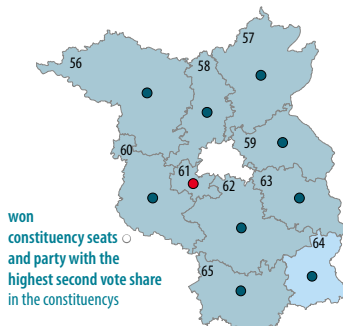 57
56
58
59
60
61
62
63
64
65
won
constituency seats
and party with the
highest second vote share
in the constituencys